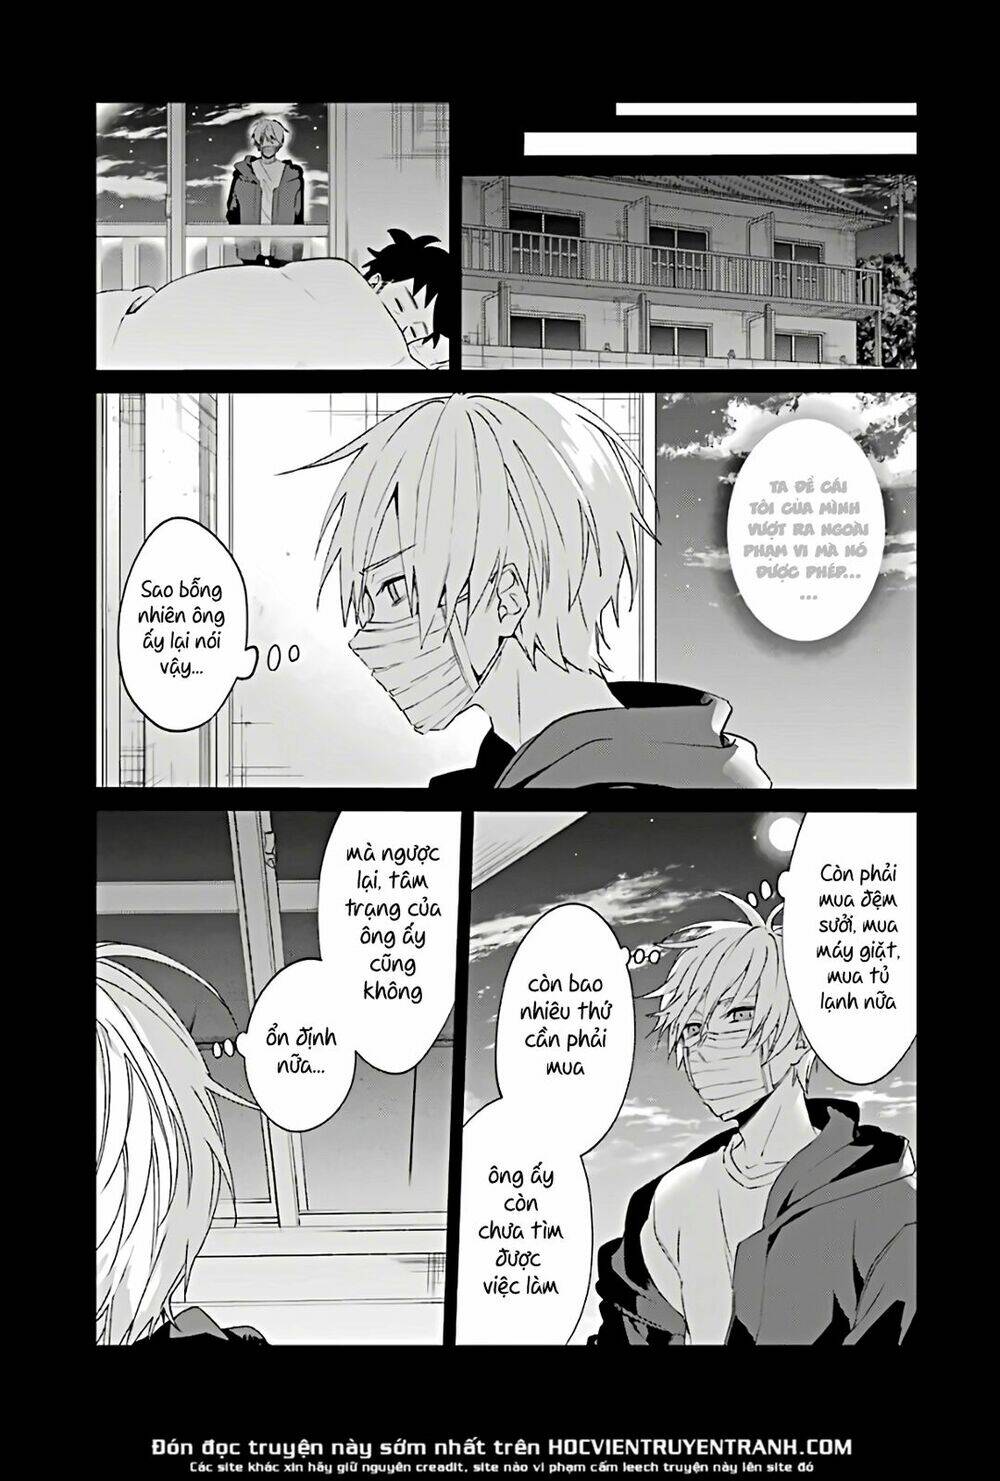 TA ĐỀ CÁI
TÔI CỦA MÌNH
VƯỢT RA NGOÀI
PHẠM VI MÀ NÓ
ĐƯỢC PHÉP...
...
Sao bỗng
nhiên ông
ấy lại nói
vậy...
Còn phải
mua đệm
sưởi, mua
máy giặt,
mua tủ
lạnh nữa
còn bao
nhiêu thứ
cần phải
mua
ông ấy
còn
chưa tìm
được
việc làm
mà ngược
lại, tâm
trạng của
ông ấy
cũng
không
ổn định
nữa...
Đón đọc truyện này sớm nhất trên HOCVIENTRUYENTRANH.COM
Các site khác xin hãy giữ nguyên creadit, site nào vi phạm cấm leech truyện này lên site đó